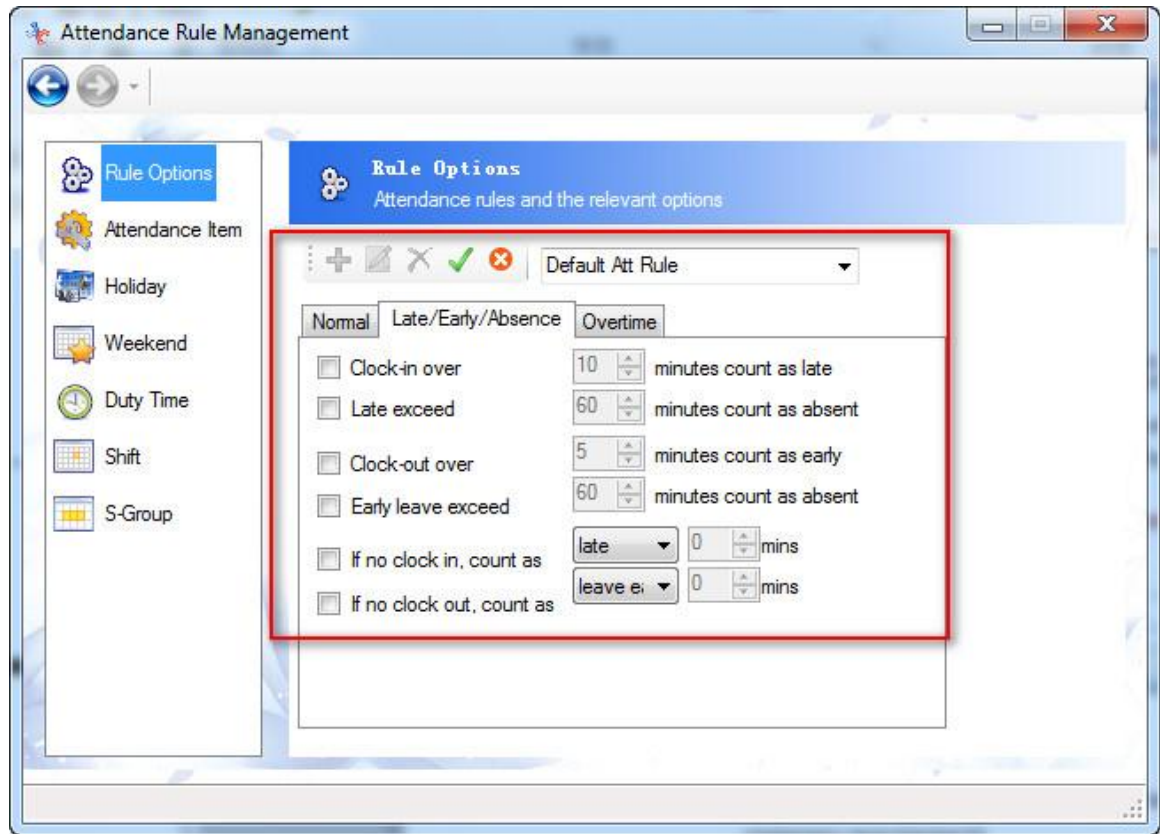 Attendance Rule Management
Rule Options
Attendance Item
Holiday
Weekend
Duty Time
Shift
S-Group
Rule Options
Attendance rules and the relevant options
Default Att Rule
Normal Late/Early/Absence Overtime
Clock-in over 10 minutes count as late
Late exceed 60 minutes count as absent
Clock-out over 5 minutes count as early
Early leave exceed 60 minutes count as absent
If no clock in, count as late 0 mins
If no clock out, count as leave ea 0 mins